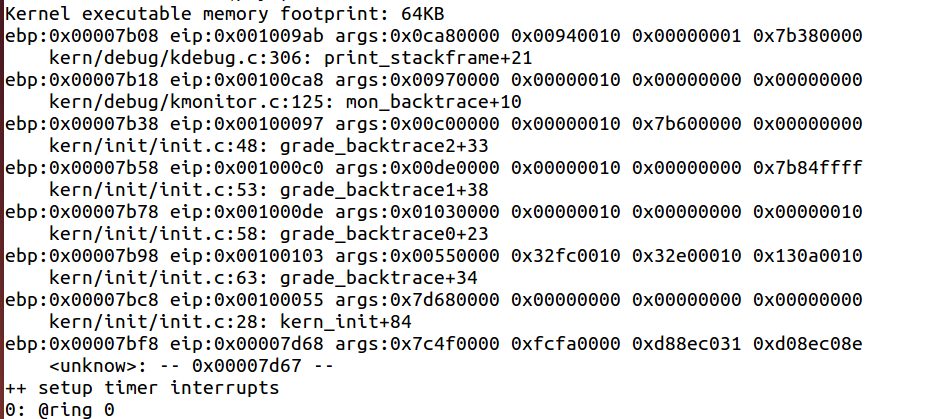 Kernel executable memory footprint: 64KB
ebp:0x00007b08 eip:0x001009ab args:0x0ca80000 0x00940010 0x00000001 0x7b380000
    kern/debug/kdebug.c:306: print_stackframe+21
ebp:0x00007b18 eip:0x00100ca8 args:0x00970000 0x00000010 0x00000000 0x00000000
    kern/debug/kmonitor.c:125: mon_backtrace+10
ebp:0x00007b38 eip:0x00100097 args:0x00c00000 0x00000010 0x7b600000 0x00000000
    kern/init/init.c:48: grade_backtrace2+33
ebp:0x00007b58 eip:0x001000c0 args:0x00de0000 0x00000010 0x00000000 0x7b84ffff
    kern/init/init.c:53: grade_backtrace1+38
ebp:0x00007b78 eip:0x001000de args:0x01030000 0x00000010 0x00000000 0x00000010
    kern/init/init.c:58: grade_backtrace0+23
ebp:0x00007b98 eip:0x00100103 args:0x00550000 0x32fc0010 0x32e00010 0x130a0010
    kern/init/init.c:63: grade_backtrace+34
ebp:0x00007bc8 eip:0x00100055 args:0x7d680000 0x00000000 0x00000000 0x00000000
    kern/init/init.c:28: kern_init+84
ebp:0x00007bf8 eip:0x00007d68 args:0x7c4f0000 0xfcfa0000 0xd88ec031 0xd08ec08e
    <unknow>: -- 0x00007d67 --
++ setup timer interrupts
0: @ring 0